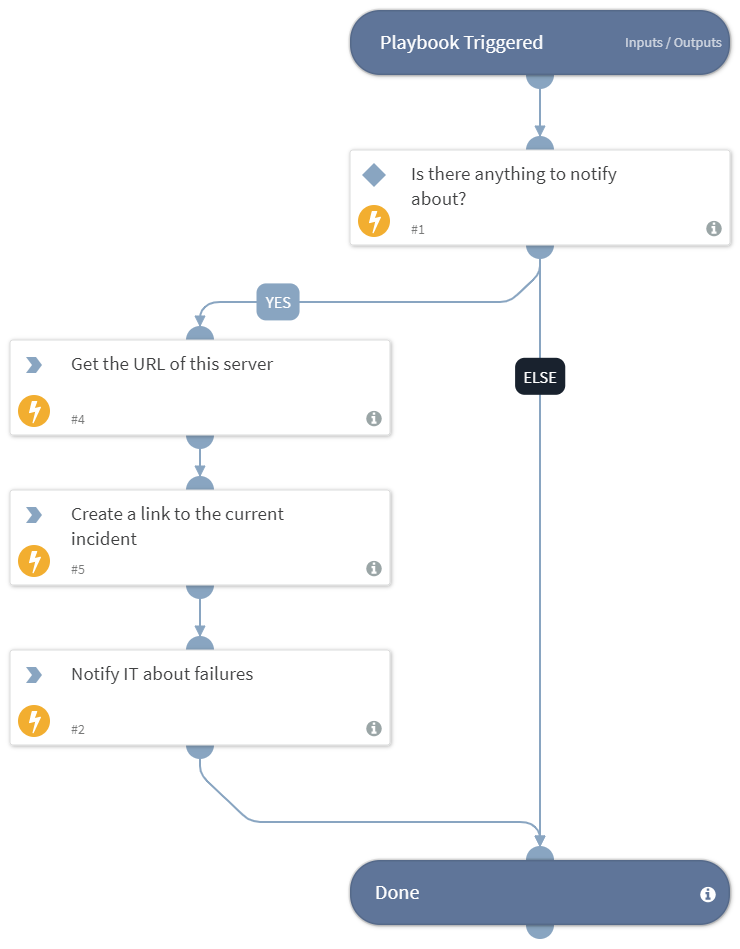 Playbook Triggered
Inputs / Outputs
Is there anything to notify
about?
#1
YES
Get the URL of this server
#4
ELSE
Create a link to the current
incident
#5
Notify IT about failures
#2
Done